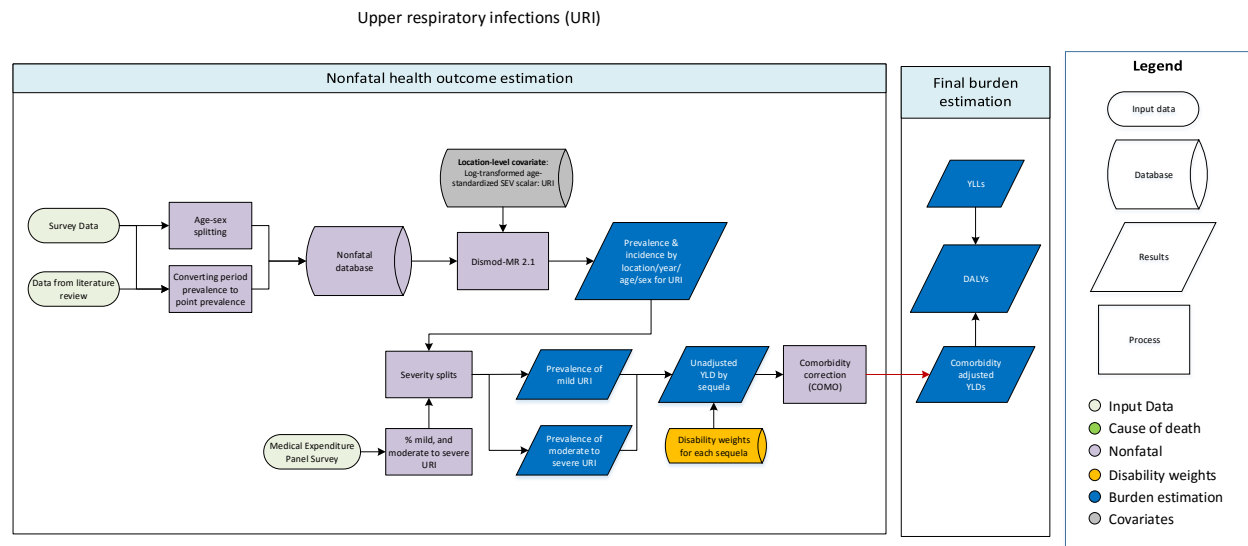 Upper respiratory infections (URI)
Nonfatal health outcome estimation
Final burden
estimation
Legend
Input data
Database
Results
Process
Input Data
Cause of death
Nonfatal
Disability weights
Burden estimation
Covariates
Location-level covariate:
Log-transformed age-
standardized SEV scalar: URI
Survey Data
Age-sex
splitting
Data from literature
review
Converting period
prevalence to
point prevalence
Nonfatal
database
Dismod-MR 2.1
Prevalence &
incidence by
location/year/
age/sex for URI
Severity splits
Medical Expenditure
Panel Survey
% mild, and
moderate to severe
URI
Prevalence of
mild URI
Prevalence of
moderate to
severe URI
Unadjusted
YLD by
sequela
Disability weights
for each sequela
Comorbidity
correction
(COMO)
YLLs
DALYs
Comorbidity
adjusted
YLDs